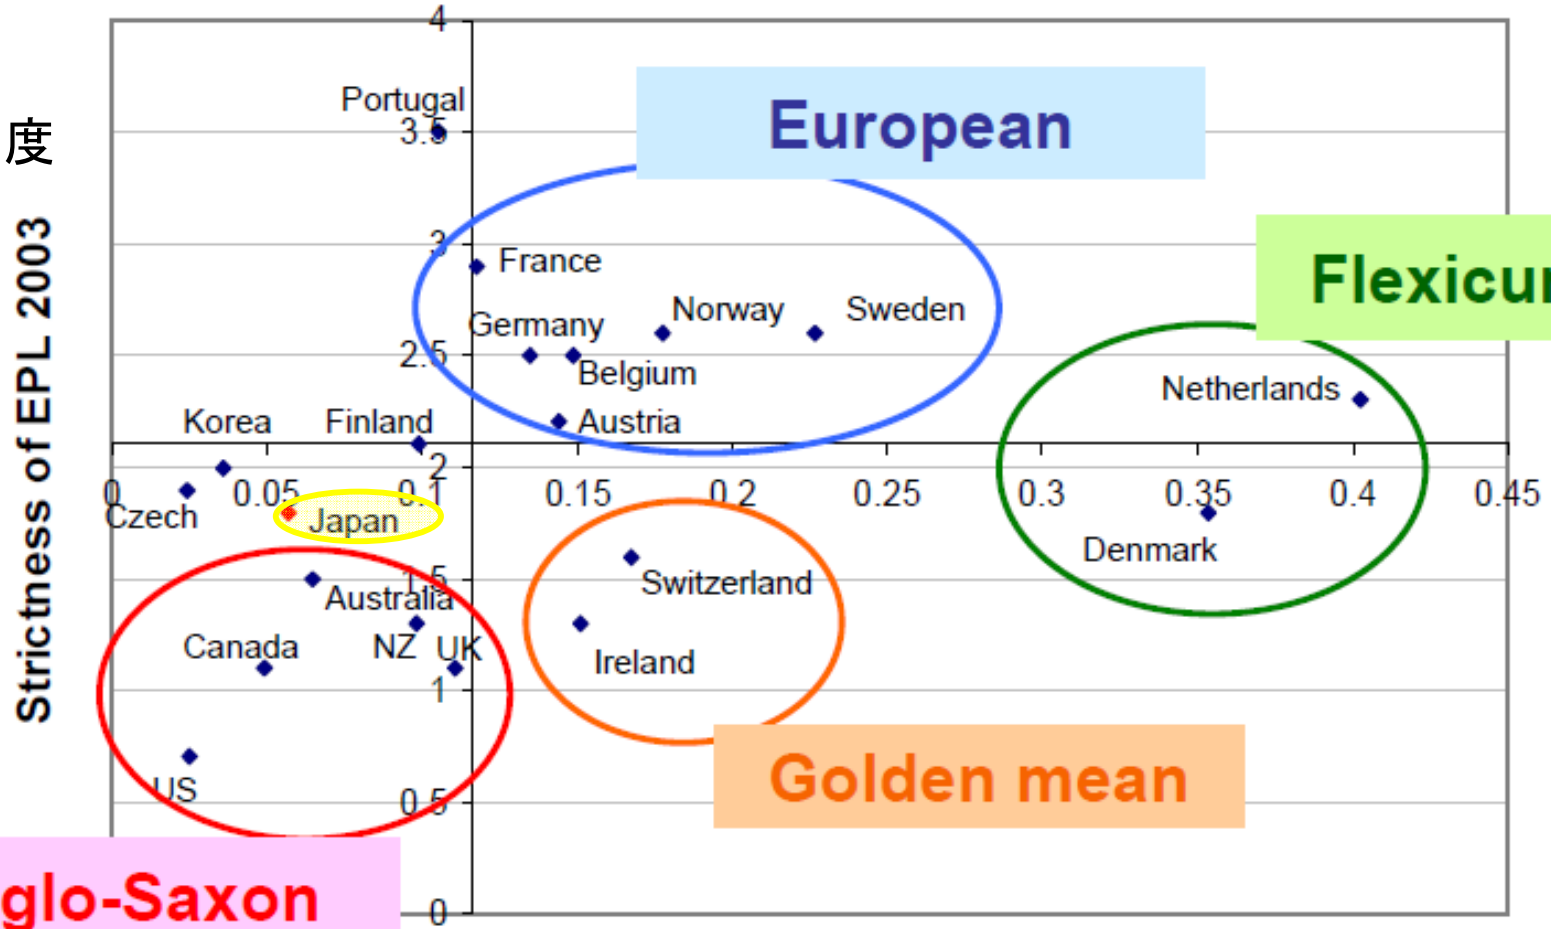 4
Portugal
European
度
3.5
Strictness of EPL 2003
3
France
Flexicur
Norway
Sweden
Germany
2.5
Belgium
Netherlands
Korea
Finland
Austria
2
0
0.05
0.1
0.15
0.2
0.25
0.3
0.35
0.4
0.45
Czech
Japan
Denmark
1.5
Switzerland
Australia
NZ
UK
Canada
Ireland
1
US
0.5
Golden mean
glo-Saxon
0